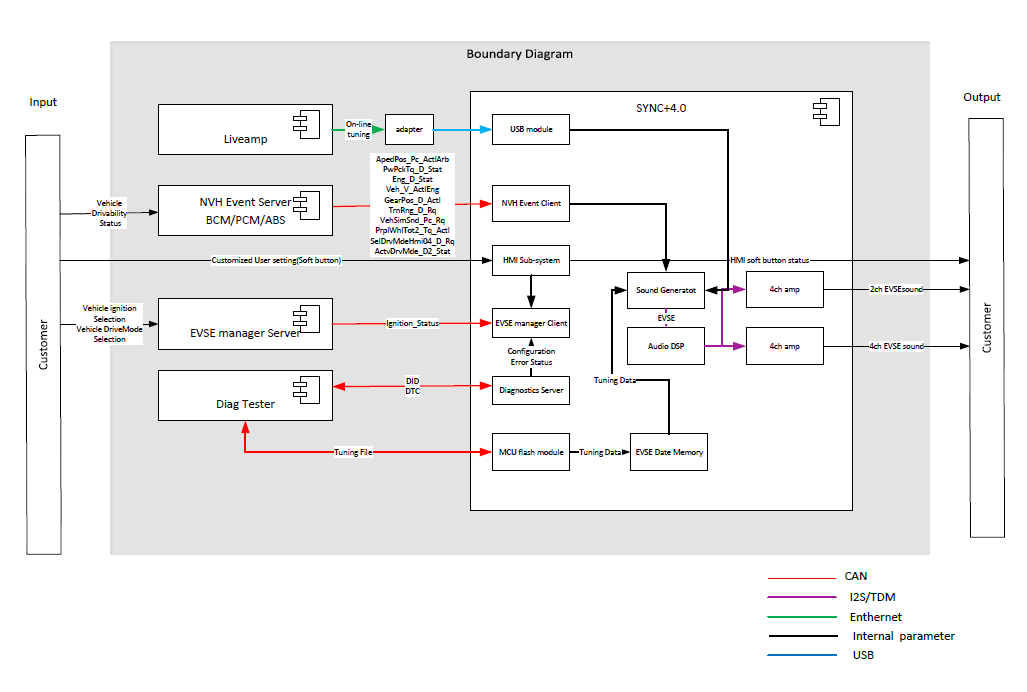 Boundary Diagram
Input
Output
SYNC+4.0
Liveamp
On-line
tuning
adapter
USB module
ApedPos_Pc_ActlArb
PwPckTq_D_Stat
Eng_D_Stat
Veh_V_ActlEng
GearPos_D_Actl
TrnRng_D_Rq
VehSimSnd_Pc_Rq
PrplWhlTot2_Tq_Actl
SelDrvMdeHmi04_D_Rq
ActvDrvMde_D2_Stat
Vehicle
Drivability
Status
NVH Event Server
BCM/PCM/ABS
NVH Event Client
Customized User setting(Soft button)
HMI Sub-system
HMI soft button status
Sound Generatot
4ch amp
2ch EVSEsound
Vehicle ignition
Selection
Vehicle DriveMode
Selection
EVSE manager Server
Ignition_Status
EVSE manager Client
EVSE
Audio DSP
4ch amp
4ch EVSE sound
Customer
Customer
Configuration
Error Status
Diag Tester
DID
DTC
Diagnostics Server
Tuning Data
Tuning File
MCU flash module
Tuning Data
EVSE Date Memory
CAN
I2S/TDM
Enthernet
Internal parameter
USB